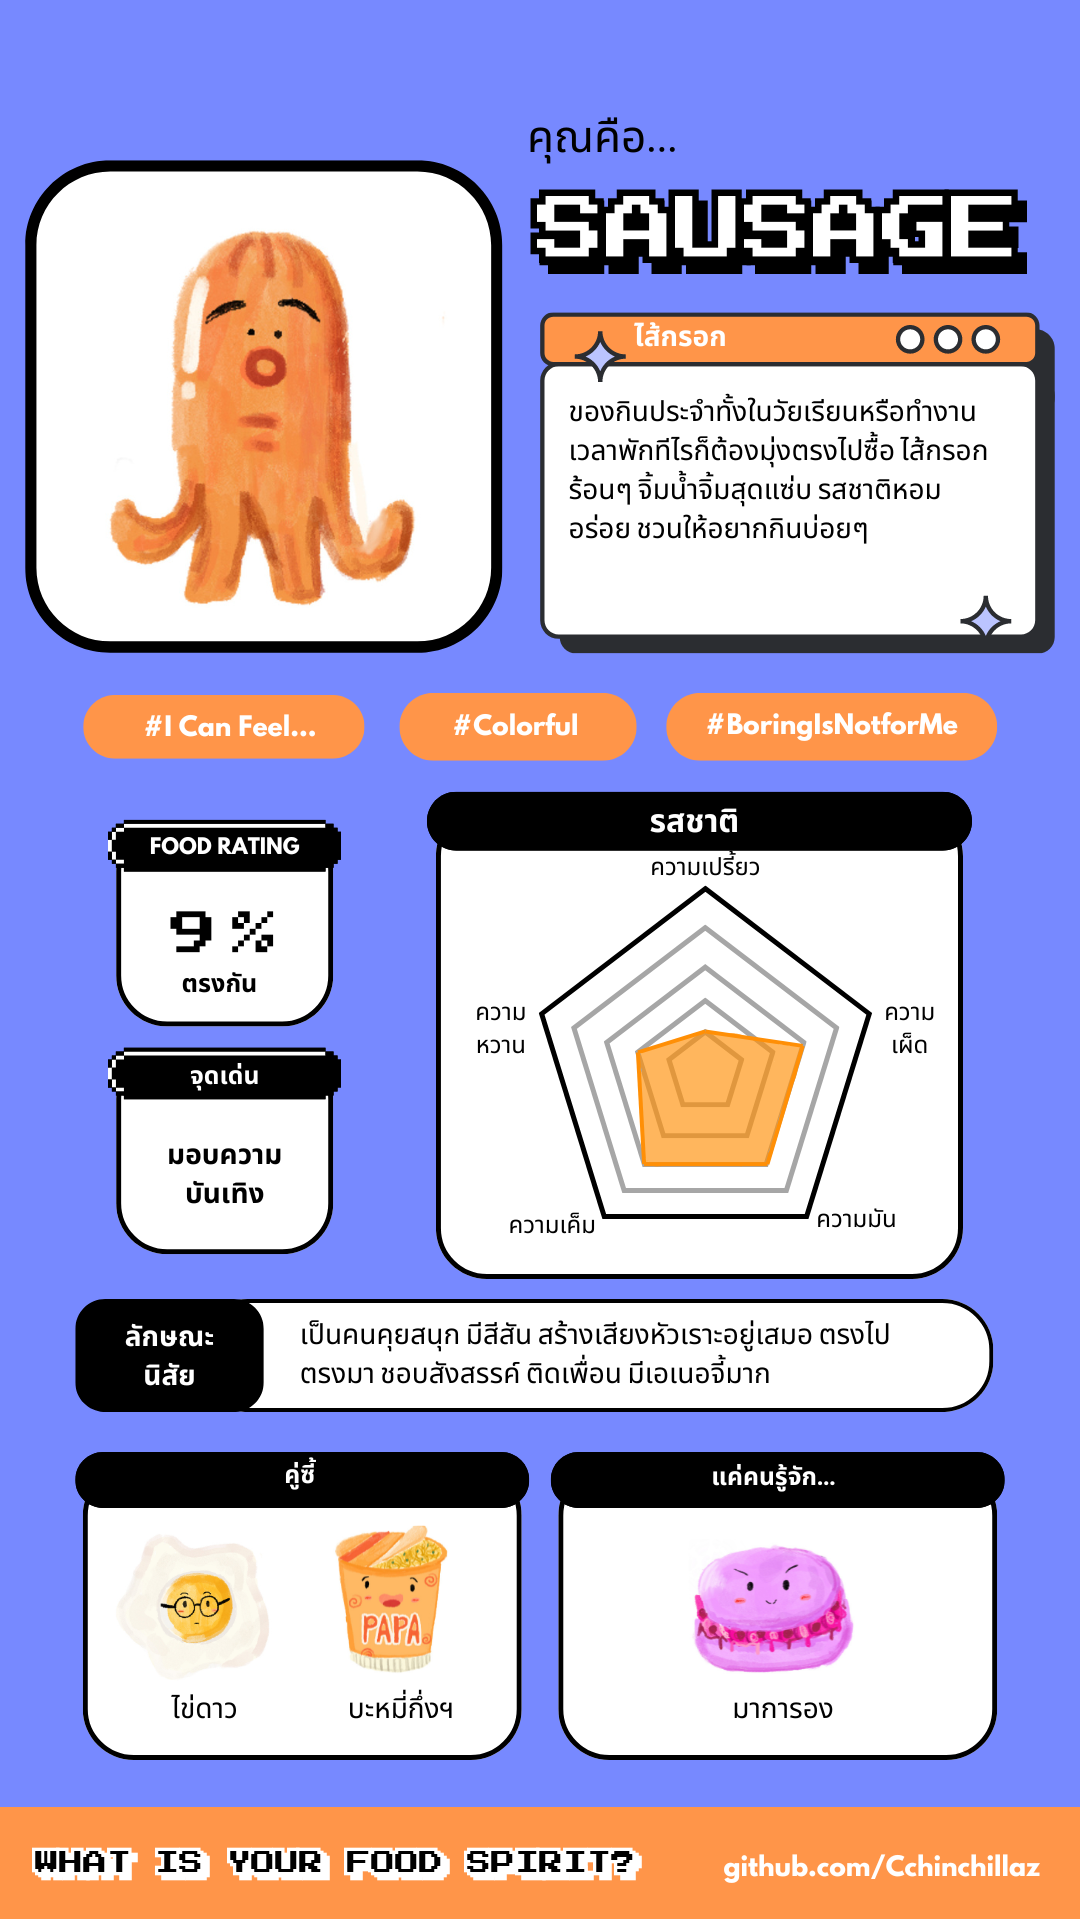 คุณคือ...
SAUSAGE
ไส้กรอก
ของกินประจำทั้งในวัยเรียนหรือทำงาน
เวลาพักทีไรก็ต้องมุ่งตรงไปซื้อ ไส้กรอก
ร้อนๆ จิ้มน้ำจิ้มสุดแซ่บ รสชาติหอม
อร่อย ชวนให้อยากกินบ่อยๆ
#I Can Feel...
#Colorful
#BoringIsNotforMe
FOOD RATING
9 %
ตรงกัน
จุดเด่น
มอบความ
บันเทิง
รสชาติ
ความเปรี้ยว
ความ
หวาน
ความ
เผ็ด
ความเค็ม
ความมัน
ลักษณะ
นิสัย
เป็นคนคุยสนุก มีสีสัน สร้างเสียงหัวเราะอยู่เสมอ ตรงไป
ตรงมา ชอบสังสรรค์ ติดเพื่อน มีเอเนอจี้มาก
คู่ซี้
PAPA
ไข่ดาว
บะหมี่กึ่งฯ
แค่คนรู้จัก...
มาการอง
WHAT IS YOUR FOOD SPIRIT?
github.com/Cchinchillaz